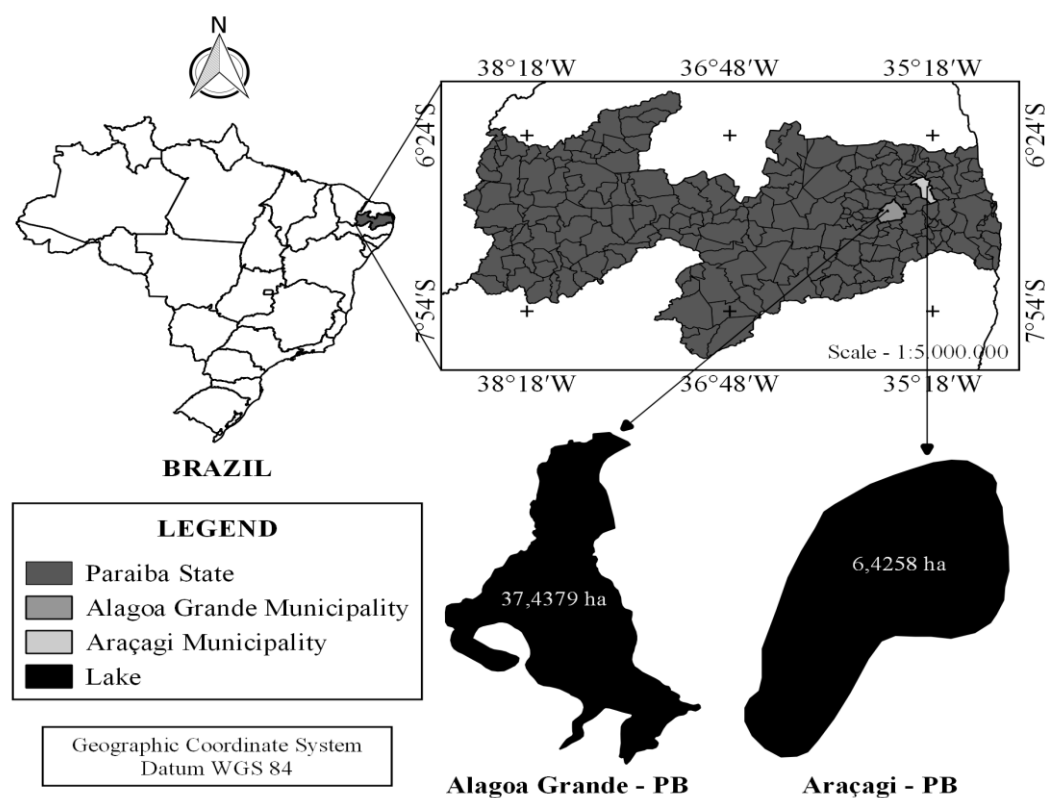 N
38°18'W 36°48'W 35°18'W
6°24'S 6°24'S
7°54'S 7°54'S
Scale - 1:5.000.000
38°18'W 36°48'W 35°18'W
BRAZIL
LEGEND
Paraiba State
Alagoa Grande Municipality
Araçagi Municipality
Lake
37,4379 ha
6,4258 ha
Geographic Coordinate System
Datum WGS 84
Alagoa Grande - PB
Araçagi - PB